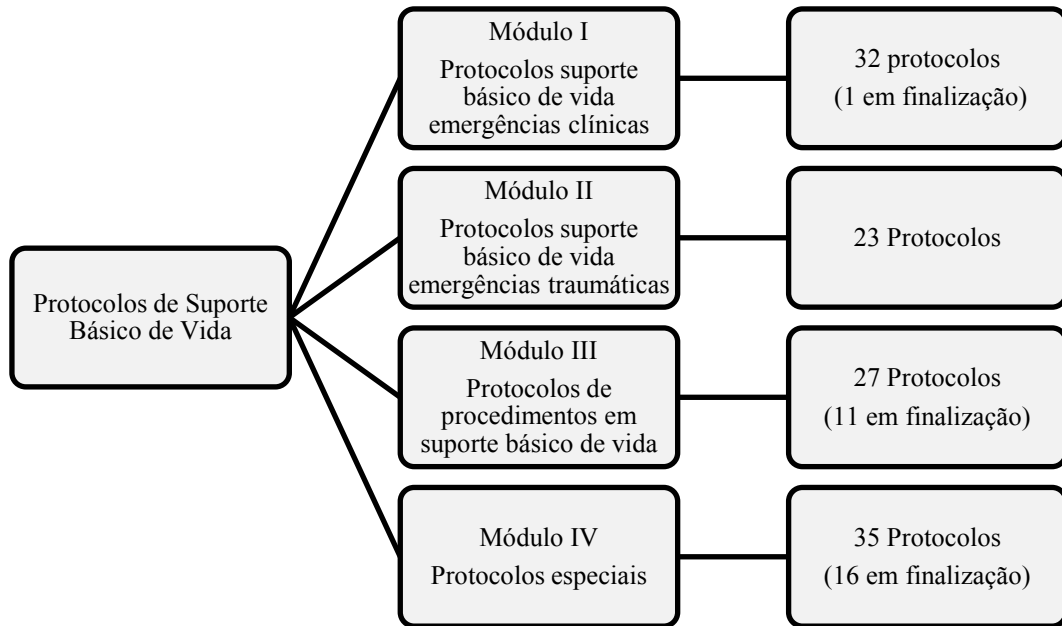 Protocolos de Suporte
Básico de Vida
Módulo I
Protocolos suporte
básico de vida
emergências clínicas
32 protocolos
(1 em finalização)
Módulo II
Protocolos suporte
básico de vida
emergências traumáticas
23 Protocolos
Módulo III
Protocolos de
procedimentos em
suporte básico de vida
27 Protocolos
(11 em finalização)
Módulo IV
Protocolos especiais
35 Protocolos
(16 em finalização)